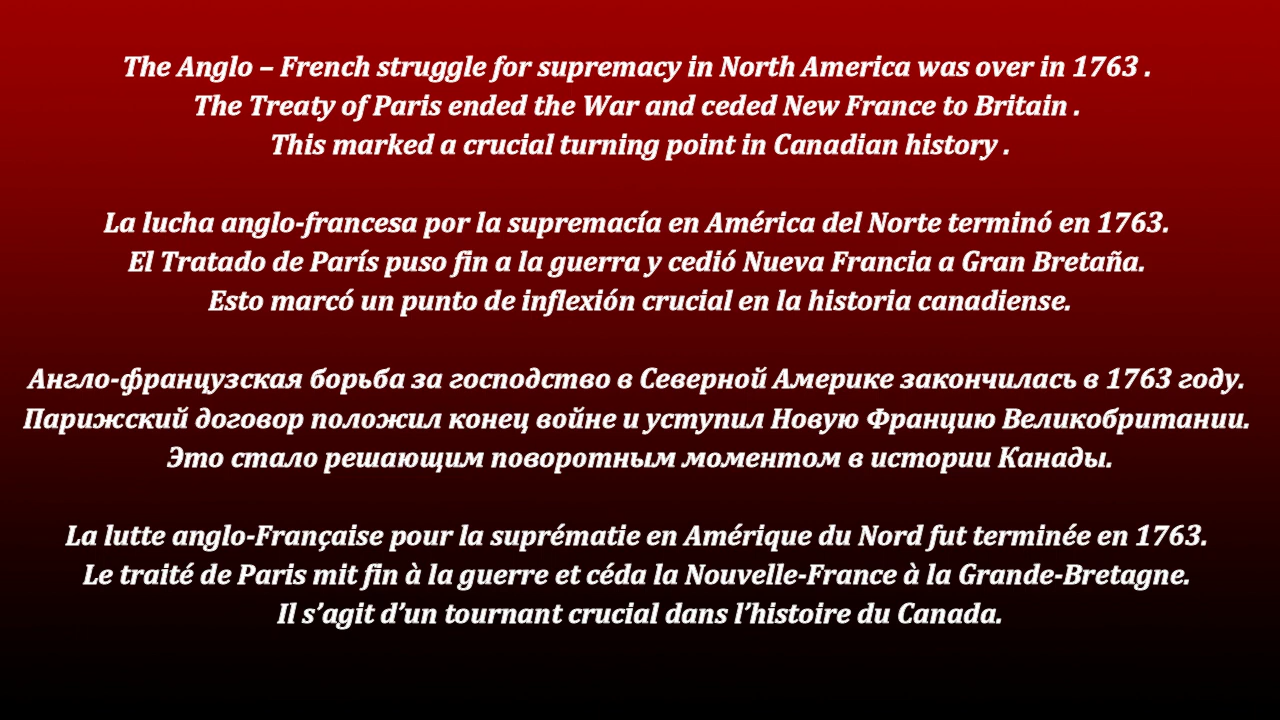 The Anglo – French struggle for supremacy in North America was over in 1763 .
The Treaty of Paris ended the War and ceded New France to Britain .
This marked a crucial turning point in Canadian history .
La lucha anglo-francesa por la supremacía en América del Norte terminó en 1763.
El Tratado de París puso fin a la guerra y cedió Nueva Francia a Gran Bretaña.
Esto marcó un punto de inflexión crucial en la historia canadiense.
Англо-французская борьба за господство в Северной Америке закончилась в 1763 году.
Парижский договор положил конец войне и уступил Новую Францию Великобритании.
Это стало решающим поворотным моментом в истории Канады.
La lutte anglo-Française pour la suprématie en Amérique du Nord fut terminée en 1763.
Le traité de Paris mit fin à la guerre et céda la Nouvelle-France à la Grande-Bretagne.
Il s’agit d’un tournant crucial dans l’histoire du Canada.